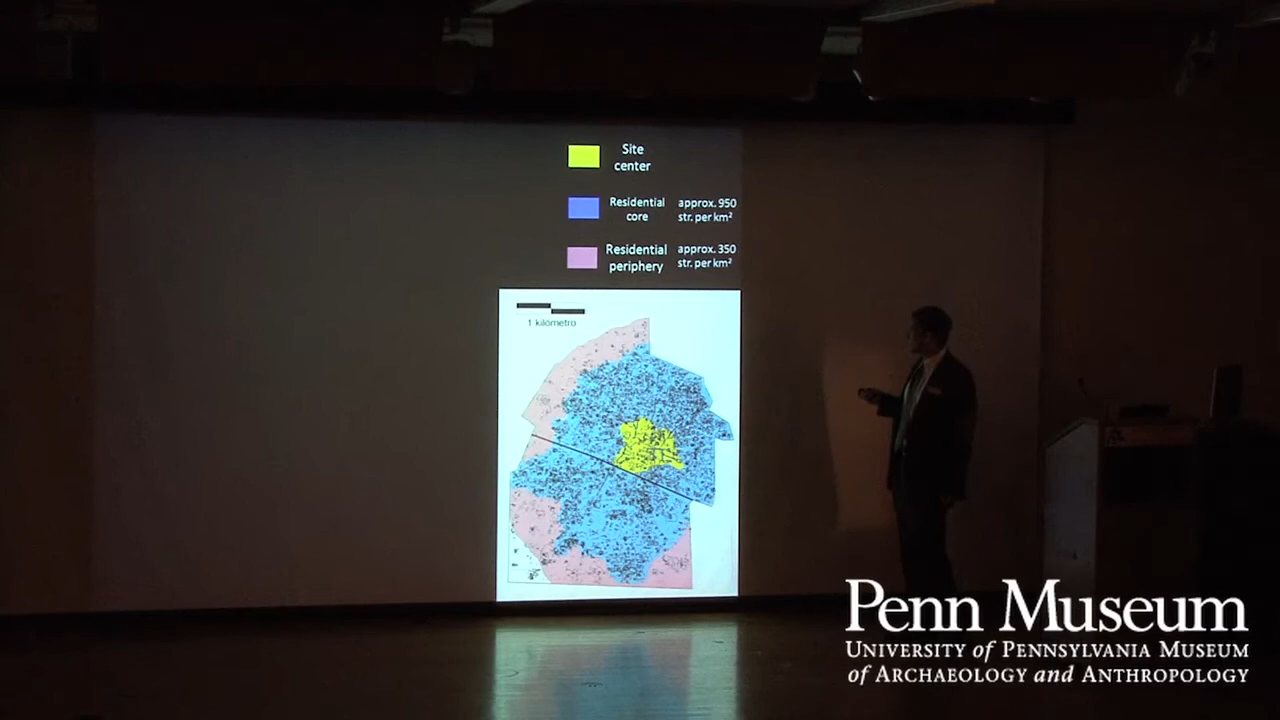 Site
center
Residential approx. 950
core str. per km²
Residential approx. 350
periphery str. per km²
1 kilómetro
Penn Museum
UNIVERSITY of PENNSYLVANIA MUSEUM
of ARCHAEOLOGY and ANTHROPOLOGY